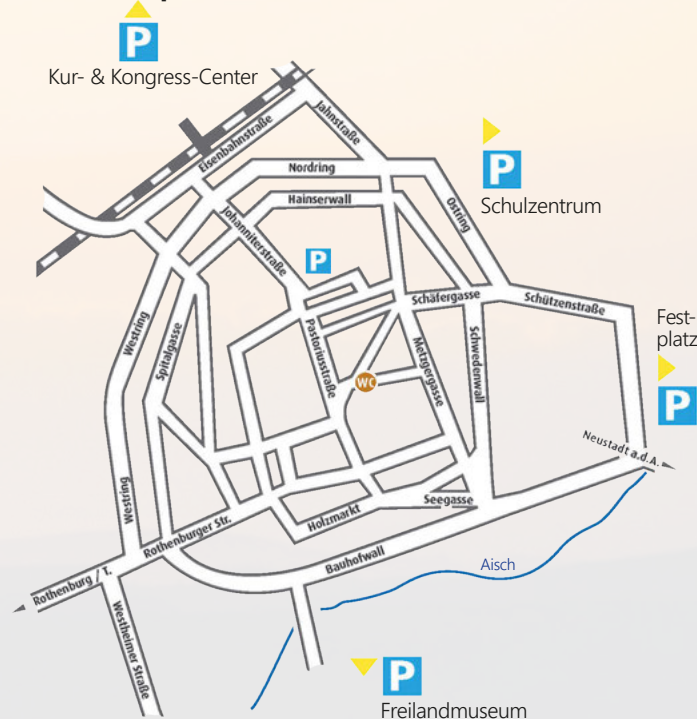 P
Kur- & Kongress-Center
Jahnstraße
Eisenbahnstraße
Nordring
P
Schulzentrum
Hainserwall
Ostring
Johanniterstraße
P
Schäfergasse
Schützenstraße
Westring
Spitalgasse
Pastoriusstraße
Metzgergasse
Schwedenwall
Fest-
platz
P
WC
Neustadt a.d.A.
Westring
Seegasse
Holzmarkt
Rothenburger Str.
Bauhofwall
Aisch
Rothenburg / T.
Westheimer Straße
P
Freilandmuseum